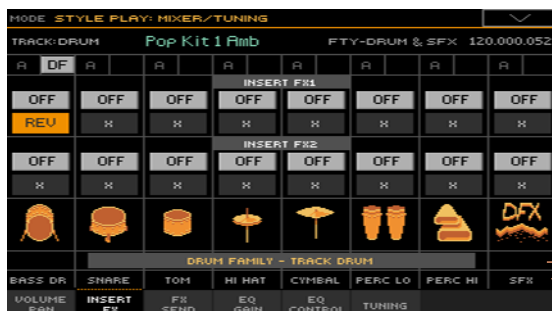 MODE STYLE PLAY: MIXER/TUNING
TRACK:DRUM Pop Kit 1 Amb FTY-DRUM & SFX 120.000.052
A DF A A A A A A A
INSERT FX1
OFF OFF OFF OFF OFF OFF OFF OFF
REV X X X X X X X
INSERT FX2
OFF OFF OFF OFF OFF OFF OFF OFF
X X X X X X X X
DFX
DRUM FAMILY - TRACK DRUM
BASS DR SNARE TOM HI HAT CYMBAL PERC LO PERC HI SFX
VOLUME INSERT FX EQ EQ TUNING
PAN FX SEND GAIN CONTROL